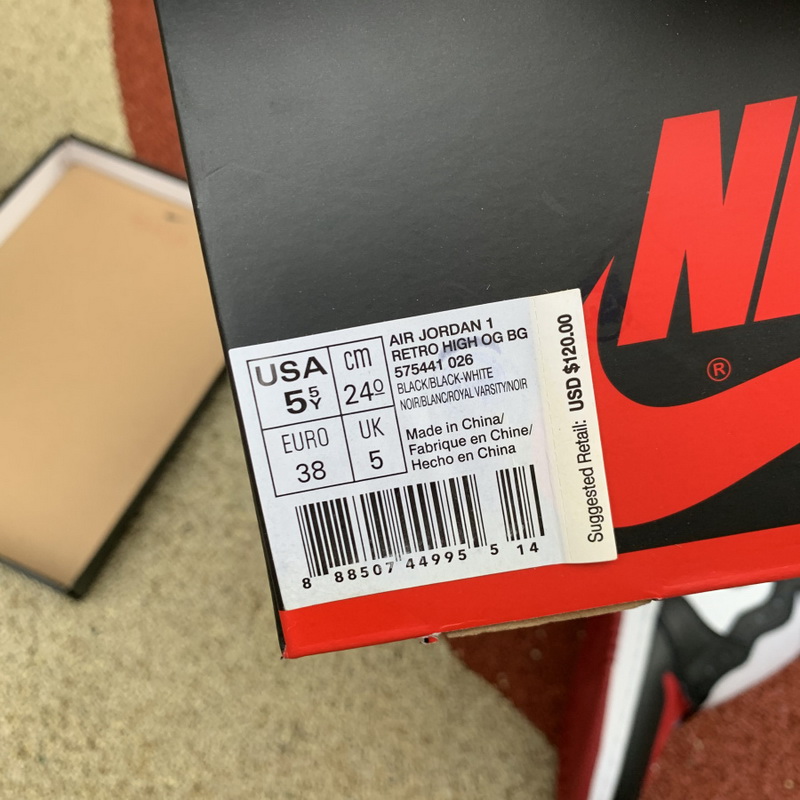 NI
®
USA
5 5Y
cm
24 0
EURO
38
UK
5
AIR JORDAN 1
RETRO HIGH OG BG
575441 026
BLACK/BLACK-WHITE
NOIR/BLANC/ROYAL VARSITY/NOIR
Made in China/
Fabrique en Chine/
Hecho en China
8 88507 44995 5 14
Suggested Retail: USD $120.00